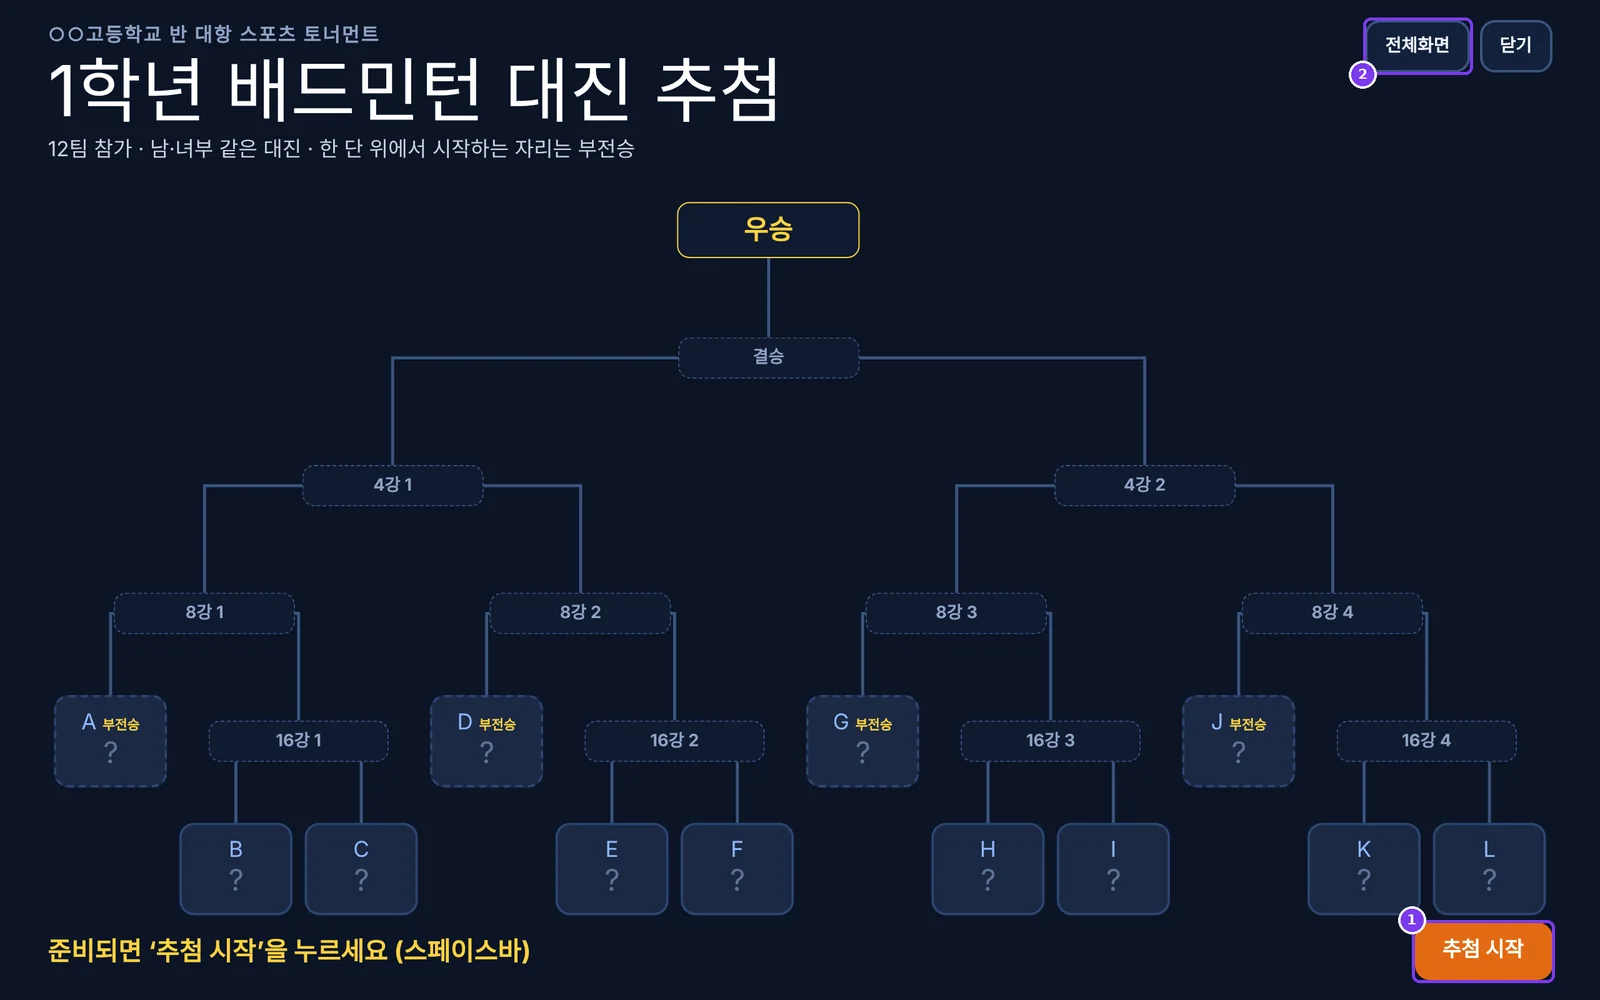 ○○고등학교 반 대항 스포츠 토너먼트
1학년 배드민턴 대진 추첨
12팀 참가 · 남·녀부 같은 대진 · 한 단 위에서 시작하는 자리는 부전승
전체화면
닫기
2
우승
결승
4강 1
4강 2
8강 1
8강 2
8강 3
8강 4
A 부전승
?
16강 1
D 부전승
?
16강 2
G 부전승
?
16강 3
J 부전승
?
16강 4
B
?
C
?
E
?
F
?
H
?
I
?
K
?
L
?
준비되면 ‘추첨 시작’을 누르세요 (스페이스바)
1
추첨 시작